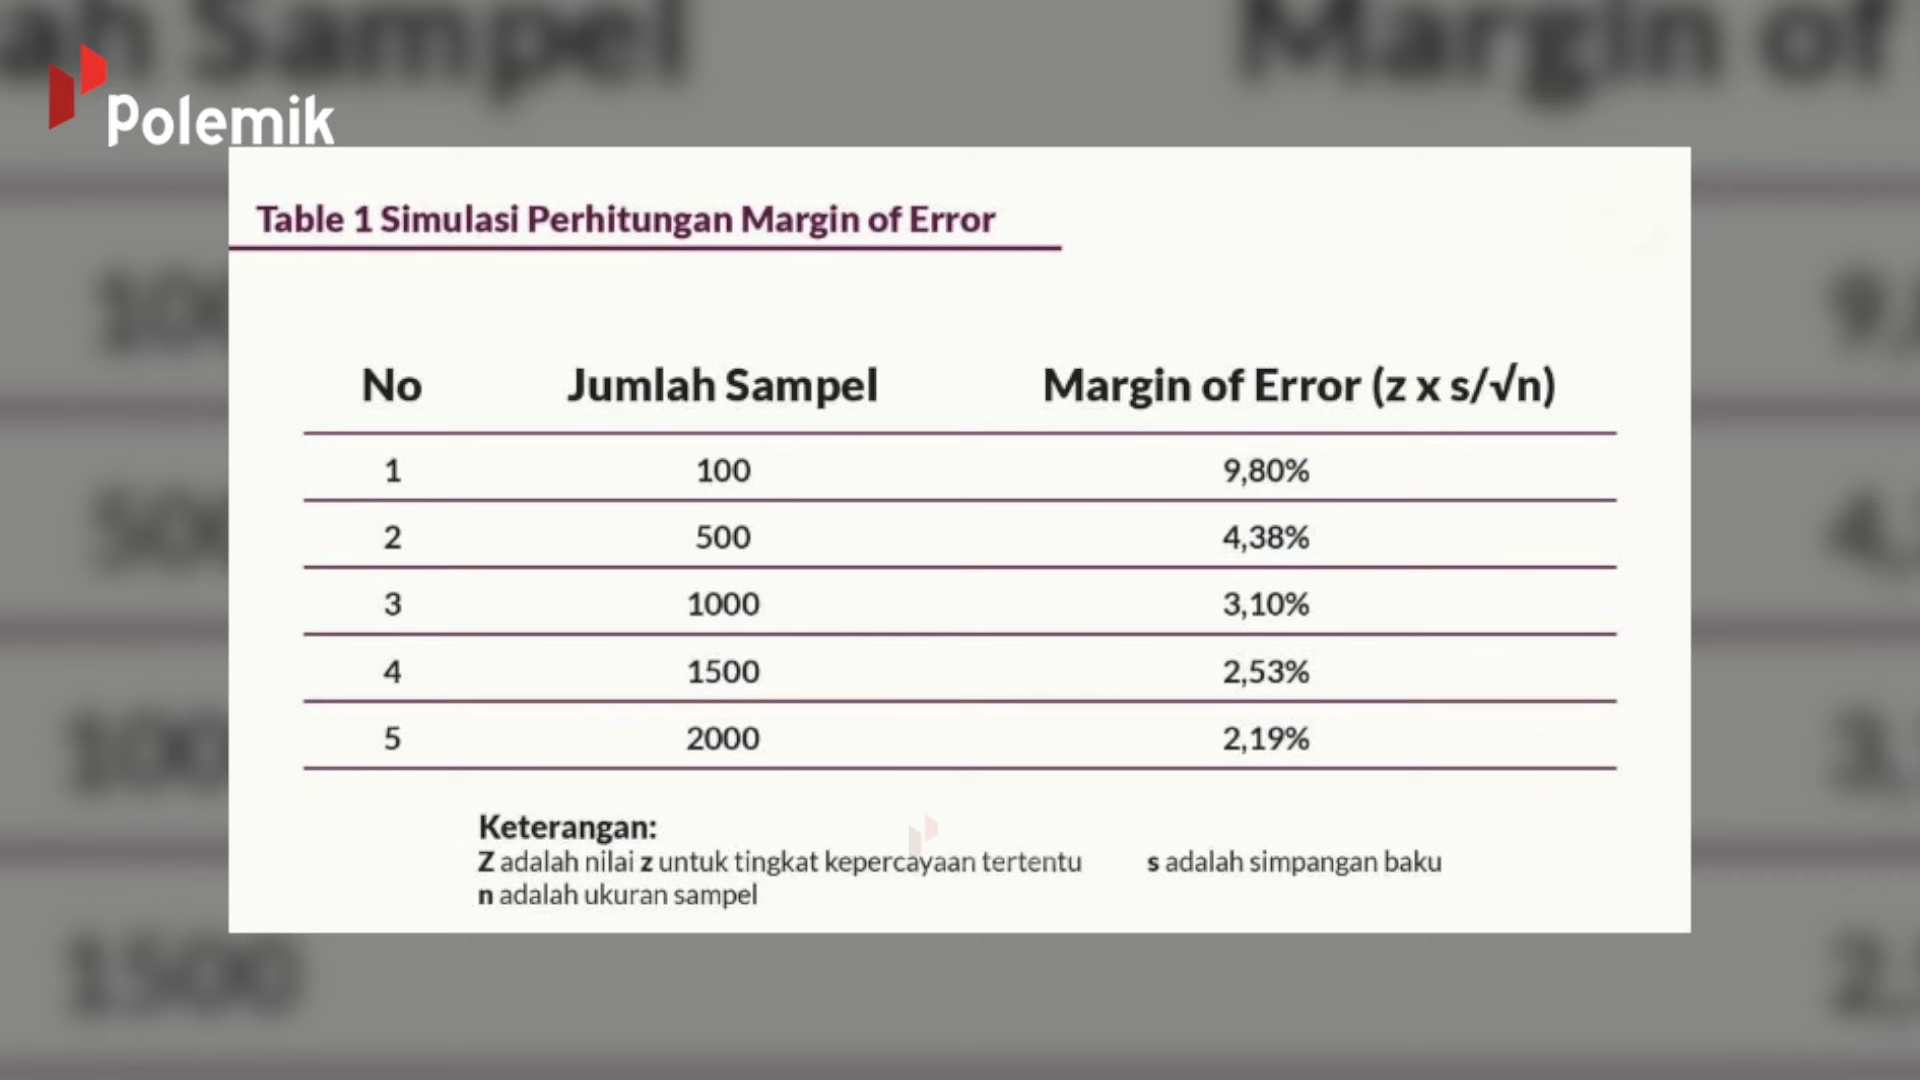 Polemik
Table 1 Simulasi Perhitungan Margin of Error
No Jumlah Sampel Margin of Error (z x s/√n)
1 100 9,80%
2 500 4,38%
3 1000 3,10%
4 1500 2,53%
5 2000 2,19%
Keterangan:
Z adalah nilai z untuk tingkat kepercayaan tertentu s adalah simpangan baku
n adalah ukuran sampel